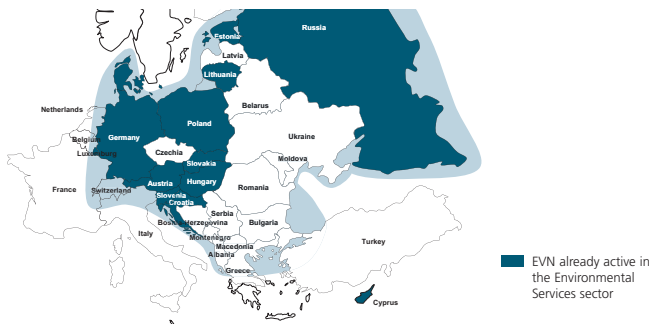 Russia
Estonia
Latvia
Lithuania
Belarus
Netherlands
Poland
Germany
Ukraine
Belgium
Luxemburg
Czechia
Moldova
Slovakia
Austria
Hungary
France
Switzerland
Romania
Slovenia
Croatia
Serbia
Bosnia Herzegovina
Bulgaria
Italy
Montenegro
Turkey
Macedonia
Albania
Greece
Cyprus
EVN already active in
the Environmental
Services sector